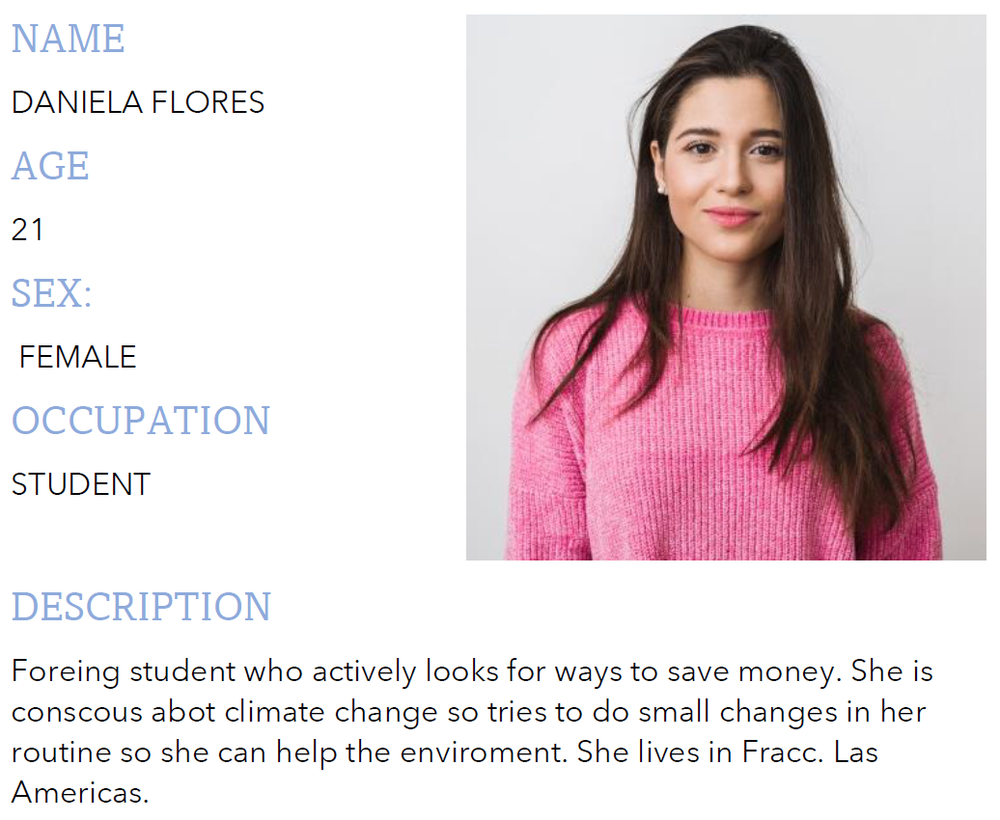 NAME
DANIELA FLORES
AGE
21
SEX:
FEMALE
OCCUPATION
STUDENT
DESCRIPTION
Foreing student who actively looks for ways to save money. She is
conscous abot climate change so tries to do small changes in her
routine so she can help the enviroment. She lives in Fracc. Las
Americas.